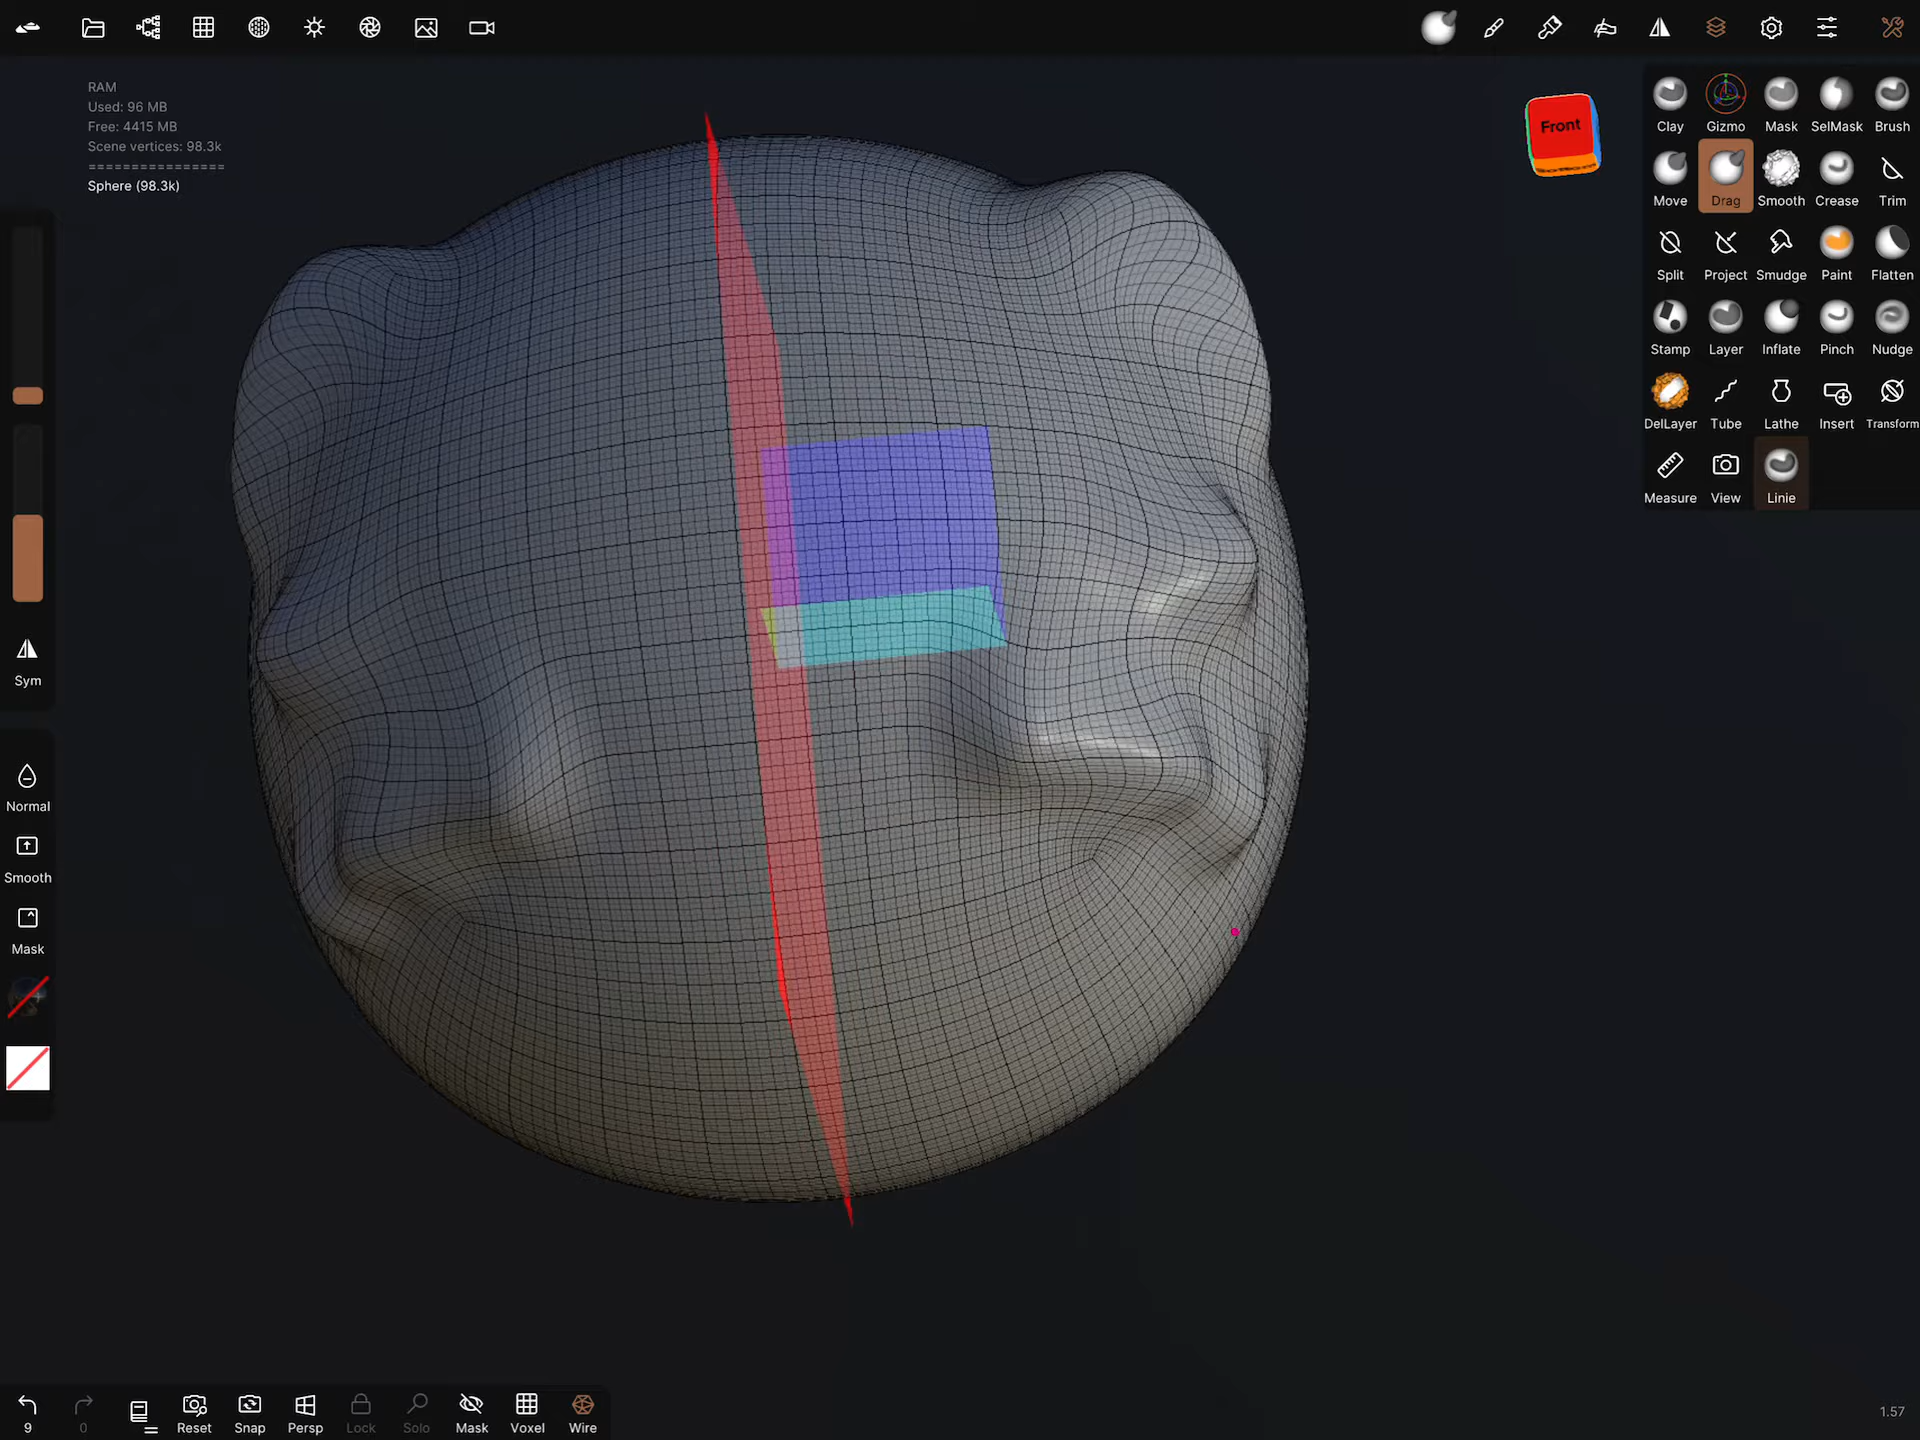 RAM
Used: 96 MB
Free: 4415 MB
Scene vertices: 98.3k
================
Sphere (98.3k)
Front
Clay Gizmo Mask SelMask Brush
Move Drag Smooth Crease Trim
Split Project Smudge Paint Flatten
Stamp Layer Inflate Pinch Nudge
DelLayer Tube Lathe Insert Transform
Measure View Linie
Sym
Normal
Smooth
Mask
9 0 Reset Snap Persp Lock Solo Mask Voxel Wire
1.57